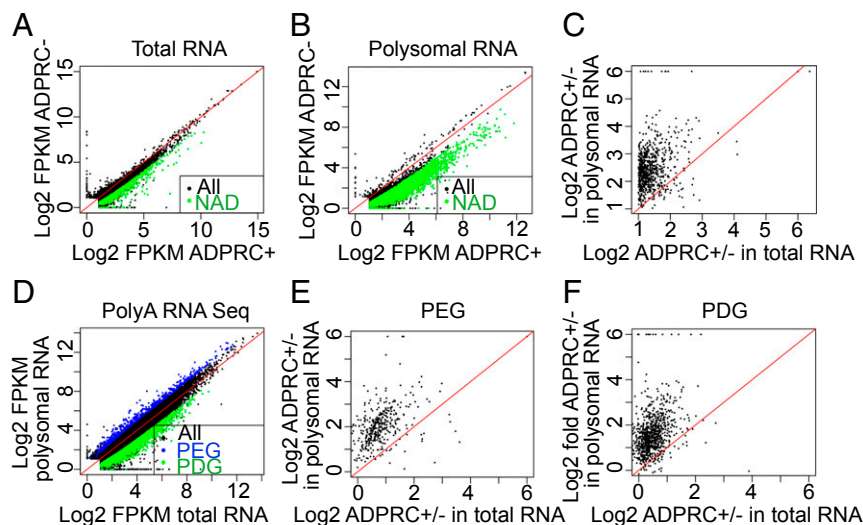 A
Total RNA
Log2 FPKM ADPRC-
15
10
5
0
All
NAD
0
5
10
15
Log2 FPKM ADPRC+
B
Polysomal RNA
Log2 FPKM ADPRC-
12
8
4
0
All
NAD
0
4
8
12
Log2 FPKM ADPRC+
C
Log2 ADPRC+/-
in polysomal RNA
6
5
4
3
2
1
1
2
3
4
5
6
Log2 ADPRC+/- in total RNA
D
PolyA RNA Seq
Log2 FPKM
polysomal RNA
12
8
4
0
All
PEG
PDG
0
4
8
12
Log2 FPKM total RNA
E
PEG
Log2 ADPRC+/-
in polysomal RNA
6
4
2
0
0
2
4
6
Log2 ADPRC+/- in total RNA
F
PDG
Log2 fold ADPRC+/-
in polysomal RNA
6
4
2
0
0
2
4
6
Log2 ADPRC+/- in total RNA